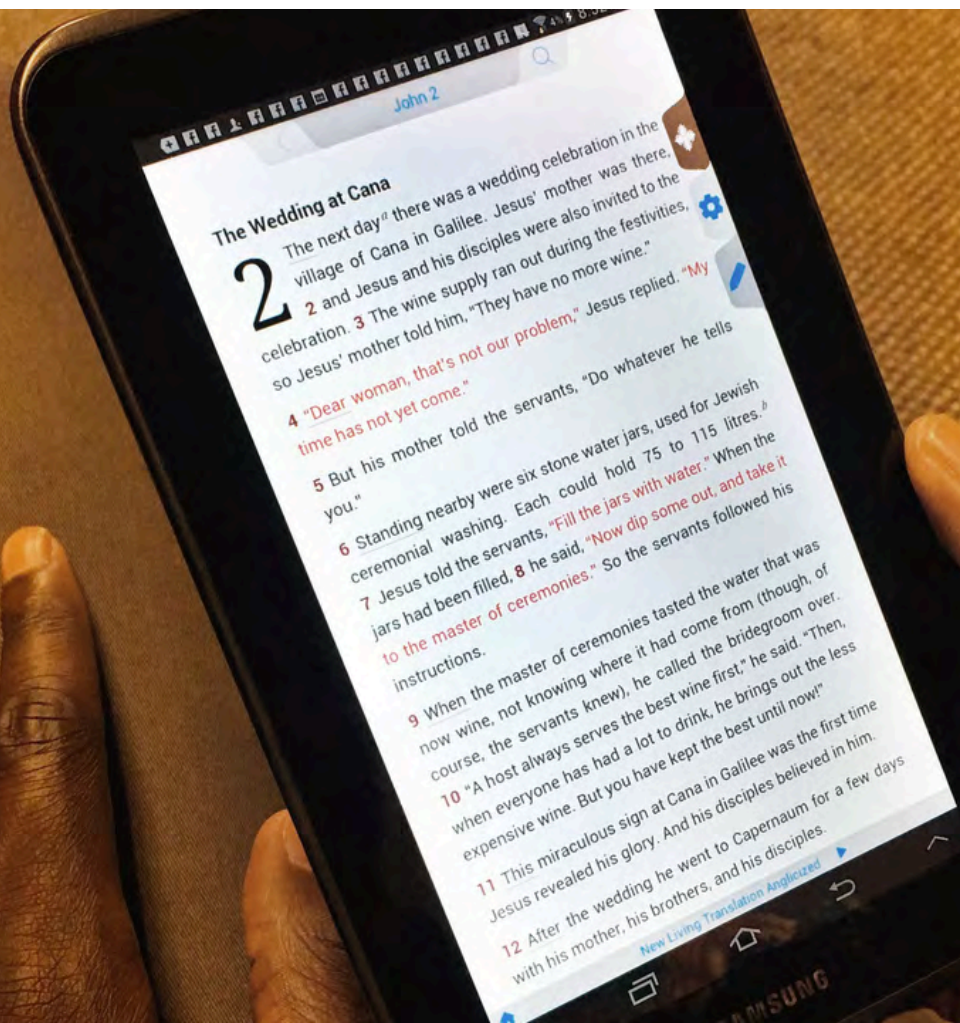 John 2
The Wedding at Cana
2 The next dayᵃ there was a wedding celebration in the
village of Cana in Galilee. Jesus' mother was there,
2 and Jesus and his disciples were also invited to the
celebration. 3 The wine supply ran out during the festivities,
so Jesus' mother told him, "They have no more wine."
4 "Dear woman, that's not our problem," Jesus replied. "My
time has not yet come."
5 But his mother told the servants, "Do whatever he tells
you."
6 Standing nearby were six stone water jars, used for Jewish
ceremonial washing. Each could hold 75 to 115 litres.ᵇ
7 Jesus told the servants, "Fill the jars with water." When the
jars had been filled, 8 he said, "Now dip some out, and take it
to the master of ceremonies." So the servants followed his
instructions.
9 When the master of ceremonies tasted the water that was
now wine, not knowing where it had come from (though, of
course, the servants knew), he called the bridegroom over.
10 "A host always serves the best wine first," he said. "Then,
when everyone has had a lot to drink, he brings out the less
expensive wine. But you have kept the best until now!"
11 This miraculous sign at Cana in Galilee was the first time
Jesus revealed his glory. And his disciples believed in him.
12 After the wedding he went to Capernaum for a few days
with his mother, his brothers, and his disciples.
New Living Translation Anglicized
SAMSUNG